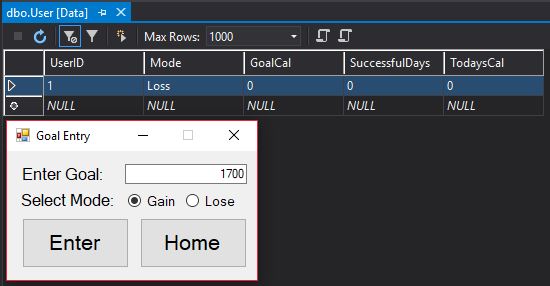 dbo.User [Data]
Max Rows: 1000
UserID Mode GoalCal SuccessfulDays TodaysCal
1 Loss 0 0 0
NULL NULL NULL NULL NULL
Goal Entry
Enter Goal: 1700
Select Mode: Gain Lose
Enter Home